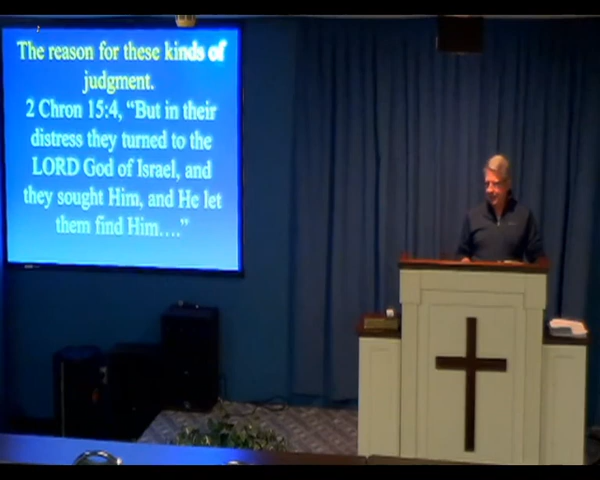 The reason for these kinds of
judgment.
2 Chron 15:4, “But in their
distress they turned to the
LORD God of Israel, and
they sought Him, and He let
them find Him….”